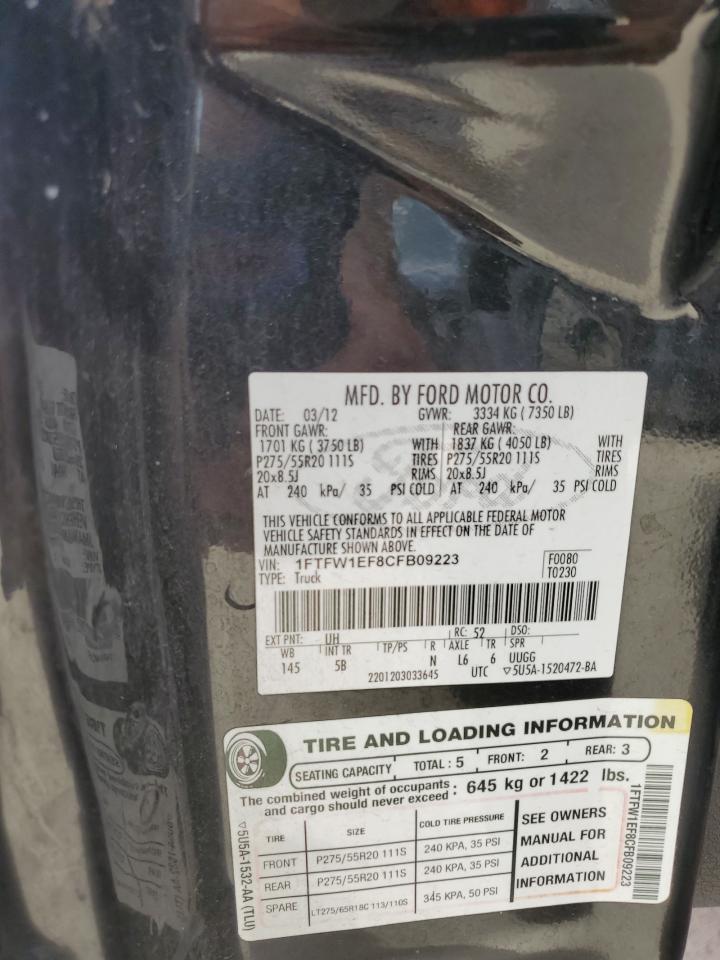 MFD. BY FORD MOTOR CO.
DATE: 03/12 GVWR: 3334 KG ( 7350 LB)
FRONT GAWR: REAR GAWR:
1701 KG ( 3750 LB) WITH 1837 KG ( 4050 LB) WITH
P275/55R20 111S TIRES P275/55R20 111S TIRES
20x8.5J RIMS 20x8.5J RIMS
AT 240 kPa/ 35 PSI COLD AT 240 kPa/ 35 PSI COLD
THIS VEHICLE CONFORMS TO ALL APPLICABLE FEDERAL MOTOR
VEHICLE SAFETY STANDARDS IN EFFECT ON THE DATE OF
MANUFACTURE SHOWN ABOVE.
VIN: 1FTFW1EF8CFB09223 F0080
TYPE: Truck T0230
EXT PNT: UH RC: 52 DSO:
WB INT TR TP/PS R AXLE TR SPR
145 5B N L6 6 UUGG
2201203033645 UTC ▽5U5A-1520472-BA
TIRE AND LOADING INFORMATION
SEATING CAPACITY TOTAL : 5 FRONT: 2 REAR: 3
The combined weight of occupants
and cargo should never exceed : 645 kg or 1422 lbs.
TIRE SIZE COLD TIRE PRESSURE
FRONT P275/55R20 111S 240 KPA, 35 PSI
REAR P275/55R20 111S 240 KPA, 35 PSI
SPARE LT275/65R18C 113/110S 345 KPA, 50 PSI
SEE OWNERS
MANUAL FOR
ADDITIONAL
INFORMATION
▽5U5A-1532-AA (TLU)
1FTFW1EF8CFB09223